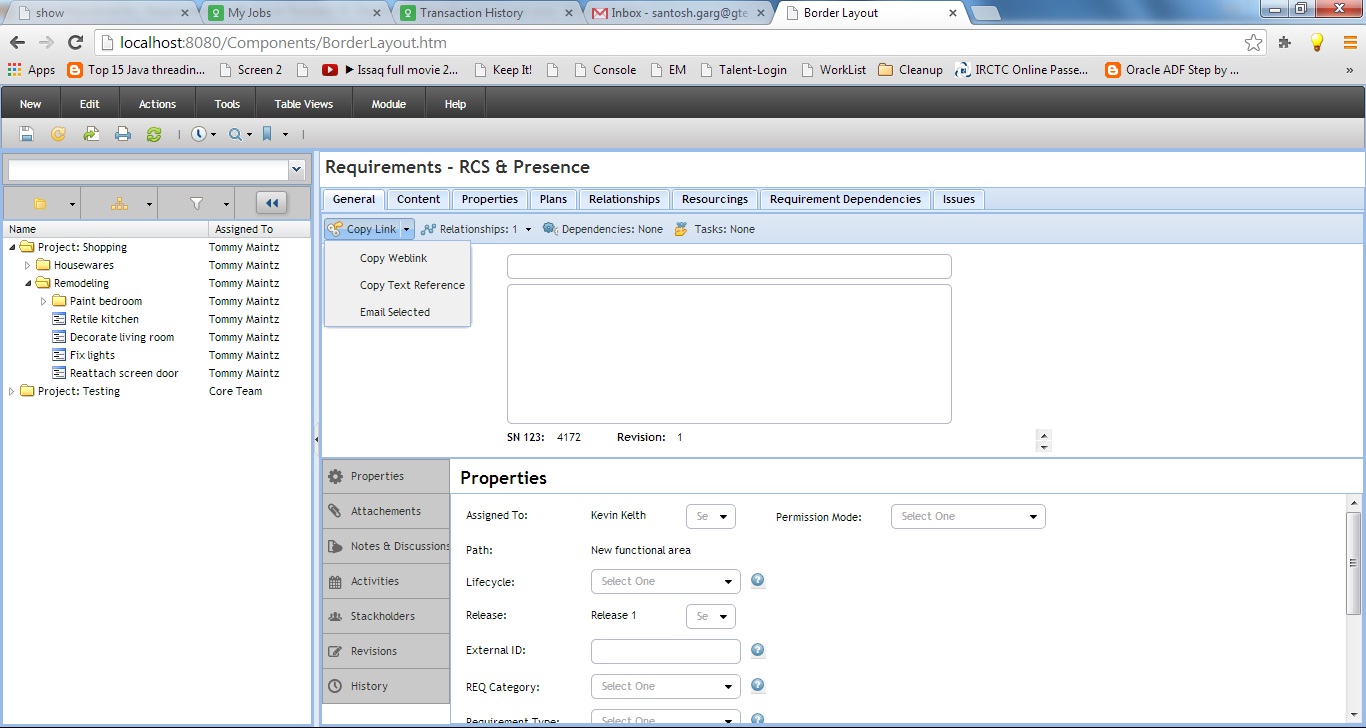 show My Jobs Transaction History Inbox - santosh.garg@gte Border Layout
localhost:8080/Components/BorderLayout.htm
Apps Top 15 Java threadin... Screen 2 ► Issaq full movie 2... Keep It! Console EM Talent-Login WorkList Cleanup IRCTC Online Passe... Oracle ADF Step by ... »
New Edit Actions Tools Table Views Module Help
Requirements - RCS & Presence
General Content Properties Plans Relationships Resourcings Requirement Dependencies Issues
Copy Link Relationships: 1 Dependencies: None Tasks: None
Copy Weblink
Copy Text Reference
Email Selected
Name Assigned To
Project: Shopping Tommy Maintz
Housewares Tommy Maintz
Remodeling Tommy Maintz
Paint bedroom Tommy Maintz
Retile kitchen Tommy Maintz
Decorate living room Tommy Maintz
Fix lights Tommy Maintz
Reattach screen door Tommy Maintz
Project: Testing Core Team
SN 123: 4172 Revision: 1
Properties
Attachements
Notes & Discussions
Activities
Stackholders
Revisions
History
Properties
Assigned To: Kevin Kelth Se Permission Mode: Select One
Path: New functional area
Lifecycle: Select One
Release: Release 1 Se
External ID:
REQ Category: Select One
Requirement Type: Select One